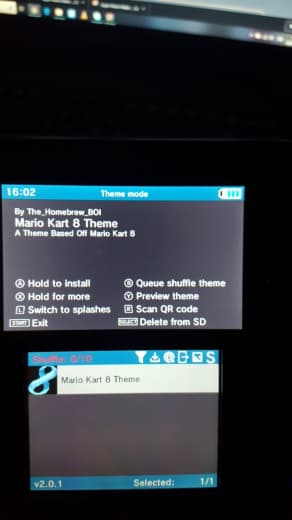 16:02 Theme mode
By The_Homebrew_BOI
Mario Kart 8 Theme
A Theme Based Off Mario Kart 8
Ⓐ Hold to install Ⓑ Queue shuffle theme
Ⓧ Hold for more Ⓨ Preview theme
L Switch to splashes R Scan QR code
START Exit SELECT Delete from SD
Shuffle: 0/10 S
8 Mario Kart 8 Theme
v2.0.1 Selected: 1/1